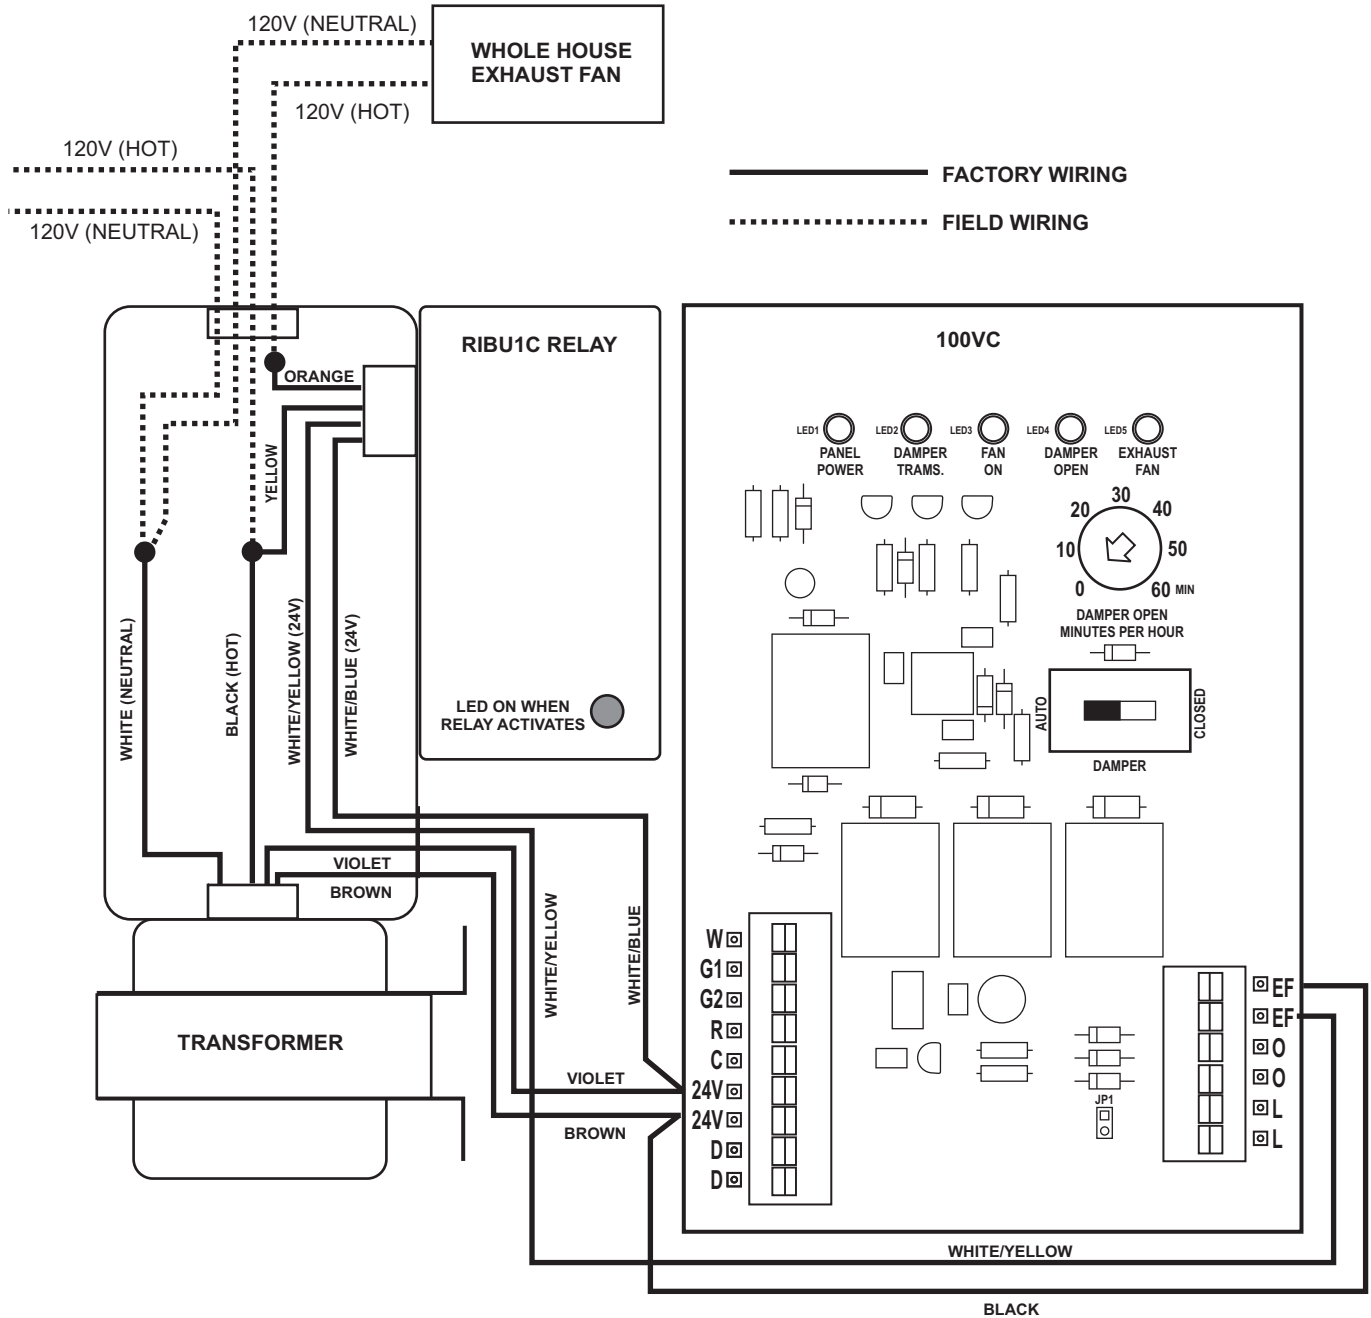 120V (NEUTRAL)
WHOLE HOUSE
EXHAUST FAN
120V (HOT)
120V (HOT)
120V (NEUTRAL)
FACTORY WIRING
FIELD WIRING
RIBU1C RELAY
ORANGE
YELLOW
WHITE (NEUTRAL)
BLACK (HOT)
WHITE/YELLOW (24V)
WHITE/BLUE (24V)
LED ON WHEN
RELAY ACTIVATES
VIOLET
BROWN
WHITE/YELLOW
WHITE/BLUE
TRANSFORMER
VIOLET
BROWN
100VC
LED1
LED2
LED3
LED4
LED5
PANEL
POWER
DAMPER
TRAMS.
FAN
ON
DAMPER
OPEN
EXHAUST
FAN
0
10
20
30
40
50
60 MIN
DAMPER OPEN
MINUTES PER HOUR
AUTO
CLOSED
DAMPER
W
G1
G2
R
C
24V
24V
D
D
JP1
EF
EF
O
O
L
L
WHITE/YELLOW
BLACK